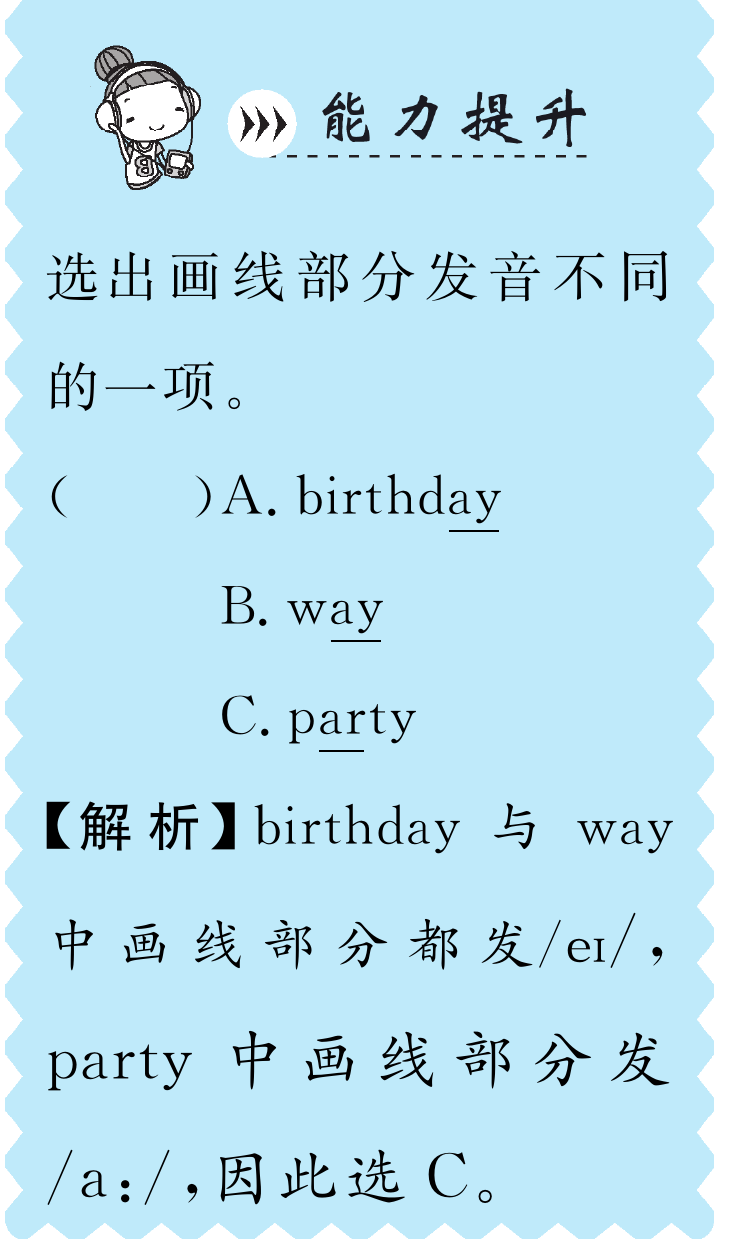 能力提升
选出画线部分发音不同
的一项。
(　　)A. birthday
B. way
C. party
【解析】birthday 与 way
中画线部分都发/eɪ/，
party 中画线部分发
/a:/，因此选 C。